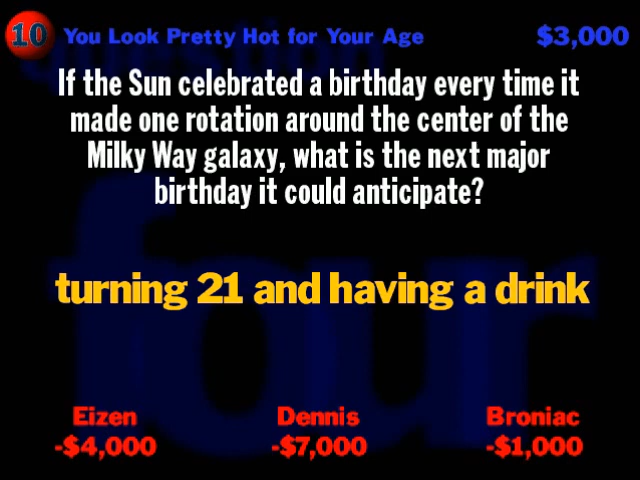 10 You Look Pretty Hot for Your Age $3,000
If the Sun celebrated a birthday every time it
made one rotation around the center of the
Milky Way galaxy, what is the next major
birthday it could anticipate?
turning 21 and having a drink
four
Eizen Dennis Broniac
-$4,000 -$7,000 -$1,000